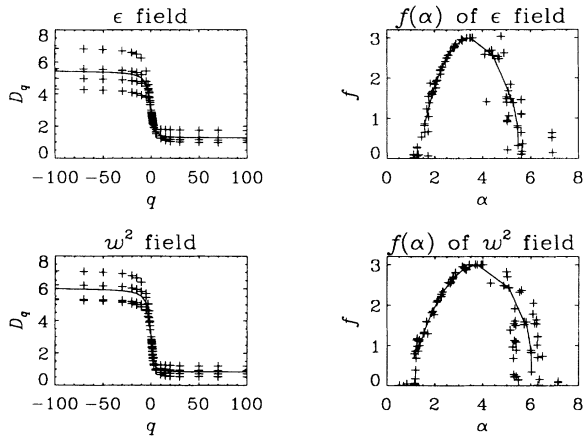 ϵ field
8
6
4
2
0
D_q
−100 −50 0 50 100
q
f(α) of ϵ field
3
2
1
0
f
0 2 4 6 8
α
w² field
8
6
4
2
0
D_q
−100 −50 0 50 100
q
f(α) of w² field
3
2
1
0
f
0 2 4 6 8
α